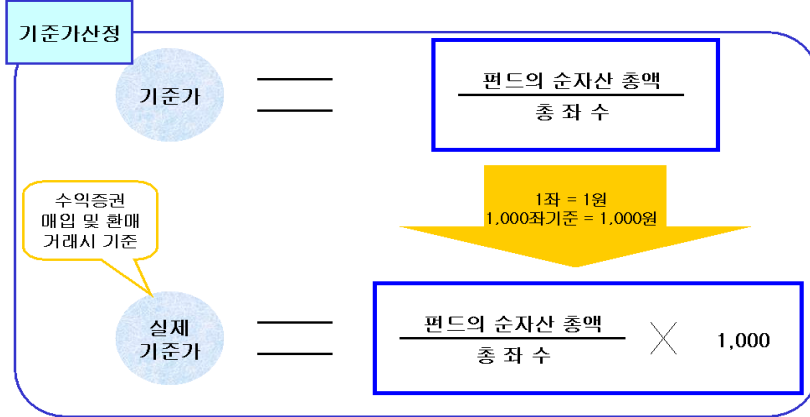 기준가산정
기준가
펀드의 순자산 총액
총 좌 수
1좌 = 1원
1,000좌기준 = 1,000원
수익증권
매입 및 환매
거래시 기준
실제
기준가
펀드의 순자산 총액
총 좌 수
1,000